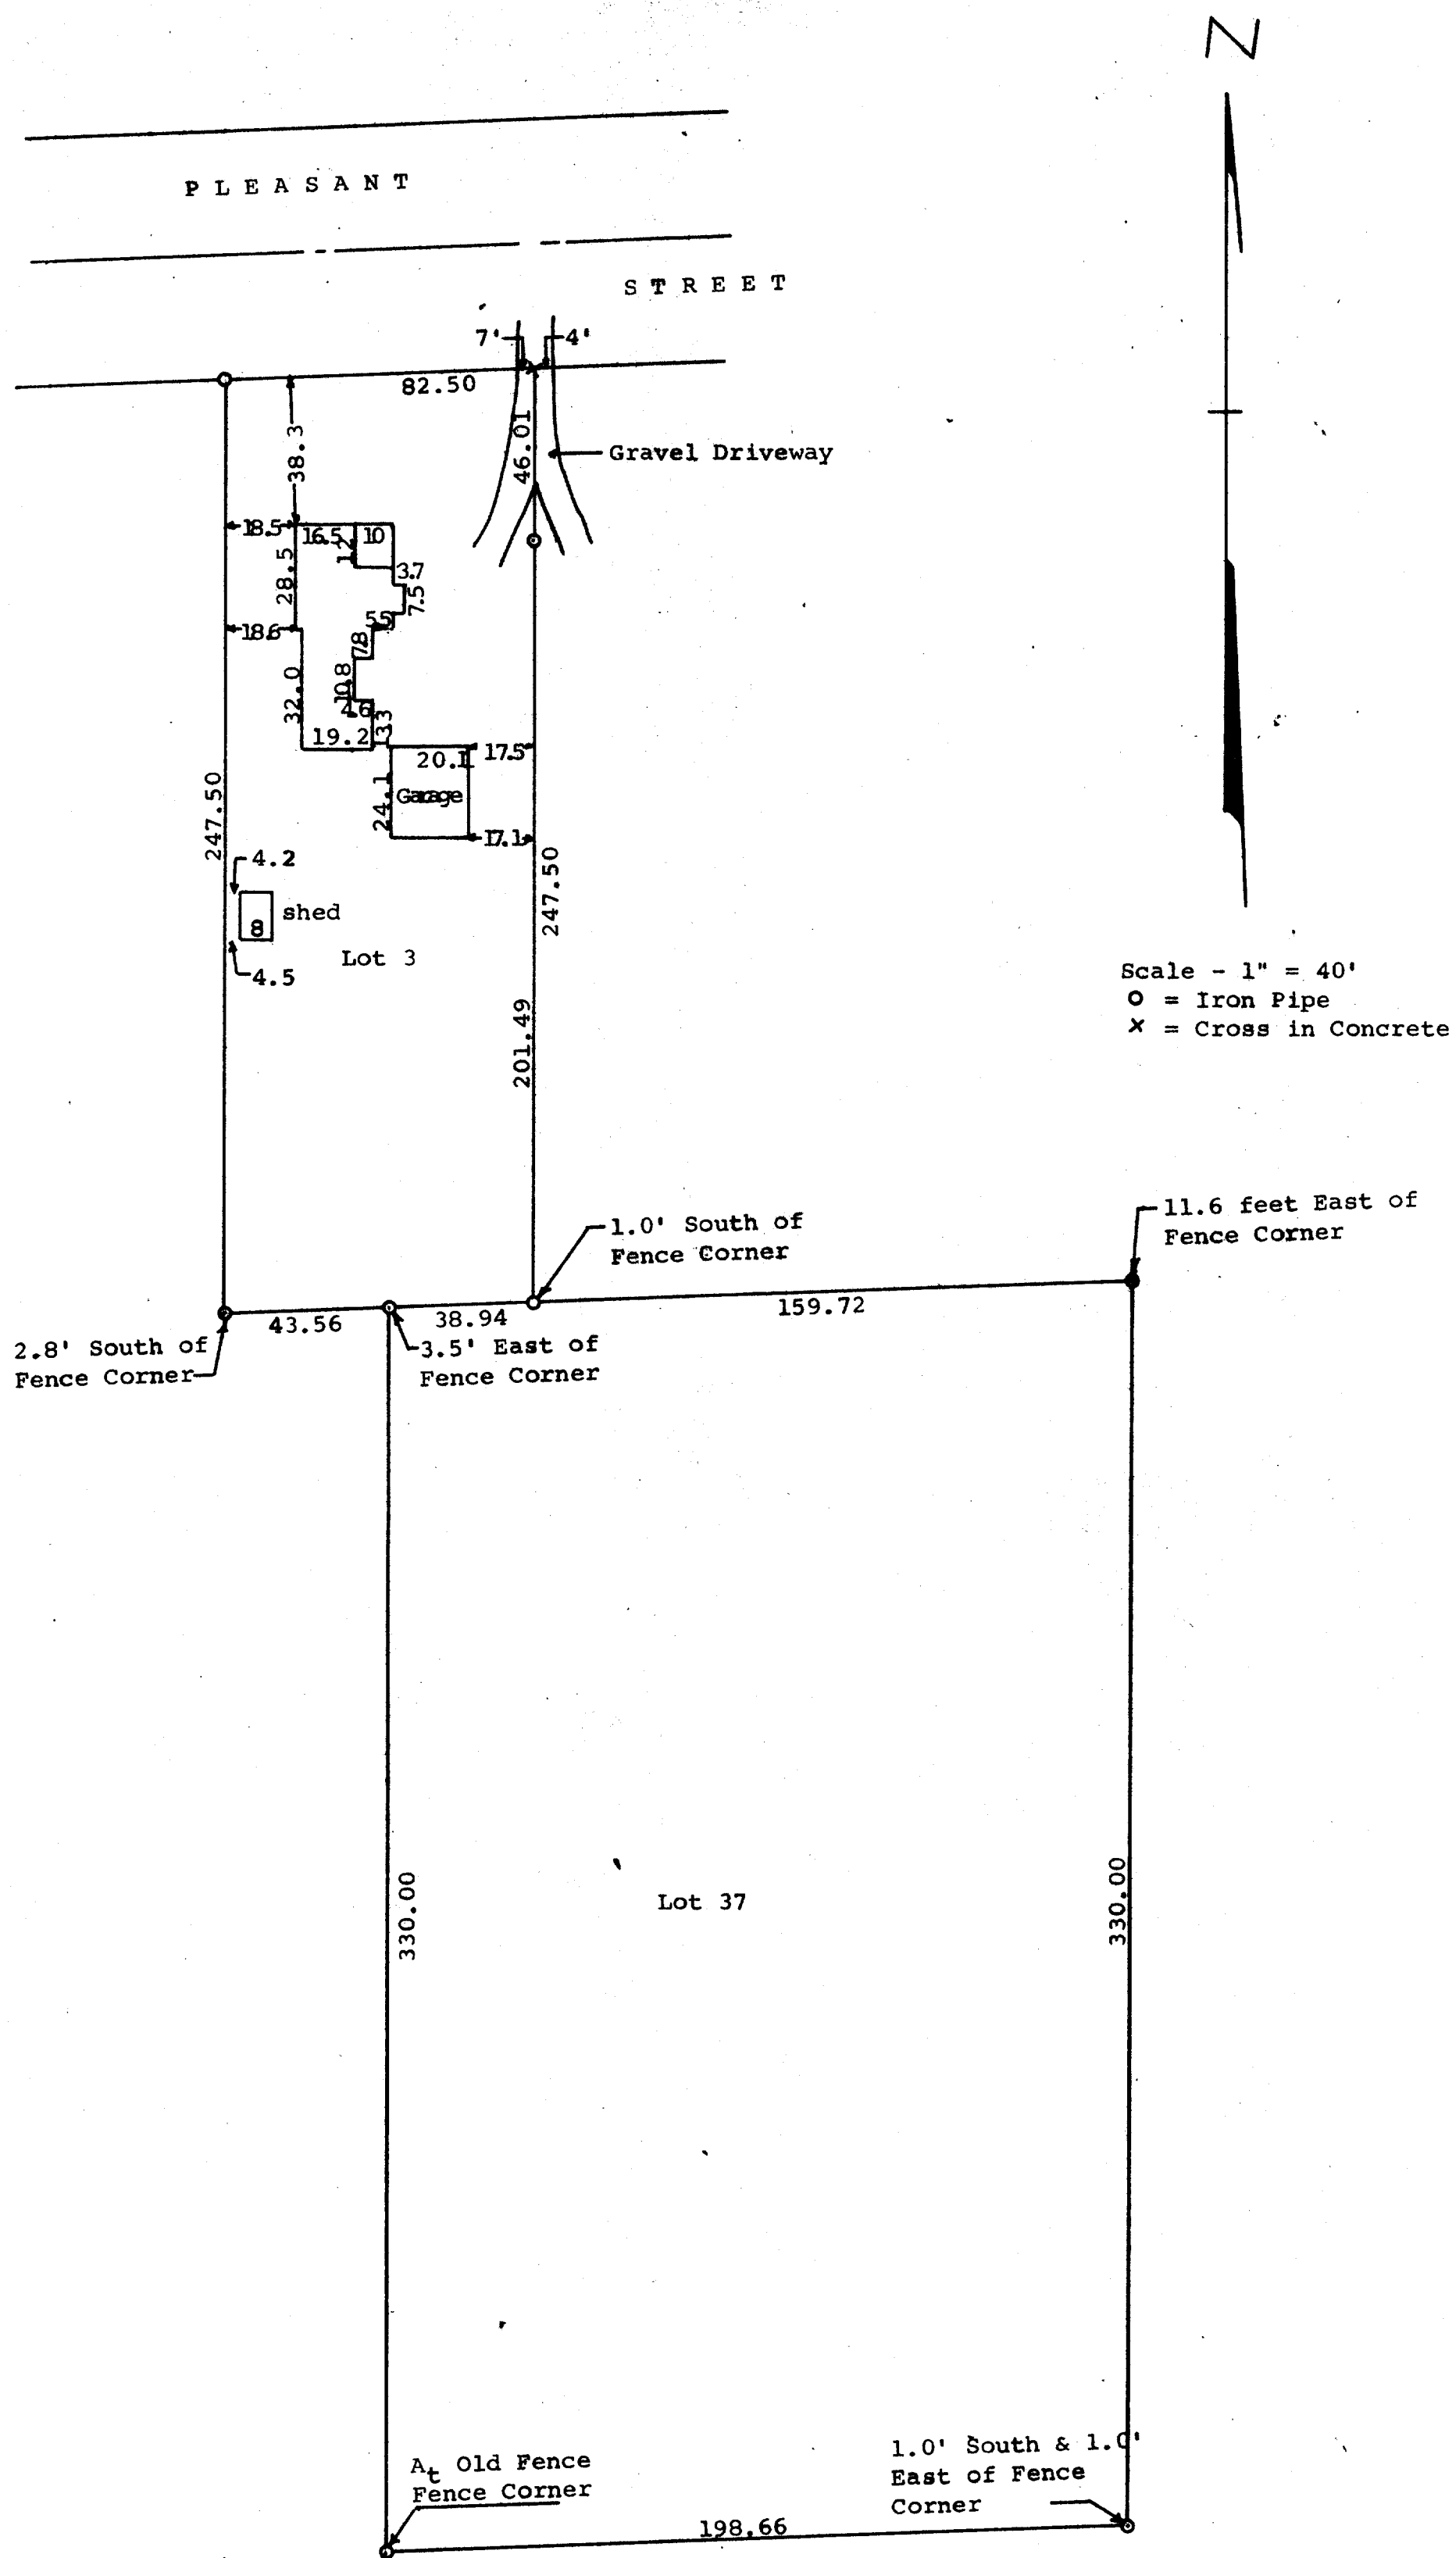 N
PLEASANT
STREET
7'
4'
82.50
38.3
46.01
Gravel Driveway
18.5
16.5
12
10
28.5
3.7
7.5
5.5
18.6
7.8
32.0
10.8
4.6
13.3
19.2
20.1
17.5
24.1
Garage
17.1
247.50
247.50
4.2
shed
8
Lot 3
4.5
Scale - 1" = 40'
O = Iron Pipe
X = Cross in Concrete
201.49
11.6 feet East of
Fence Corner
1.0' South of
Fence Corner
159.72
43.56
38.94
2.8' South of
Fence Corner
3.5' East of
Fence Corner
330.00
Lot 37
330.00
At Old Fence
Fence Corner
1.0' South & 1.0'
East of Fence
Corner
198.66